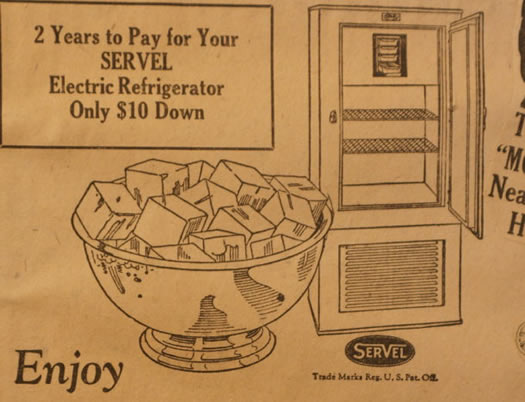 2 Years to Pay for Your
SERVEL
Electric Refrigerator
Only $10 Down
Enjoy
SERVEL
Trade Marks Reg. U. S. Pat. Off.